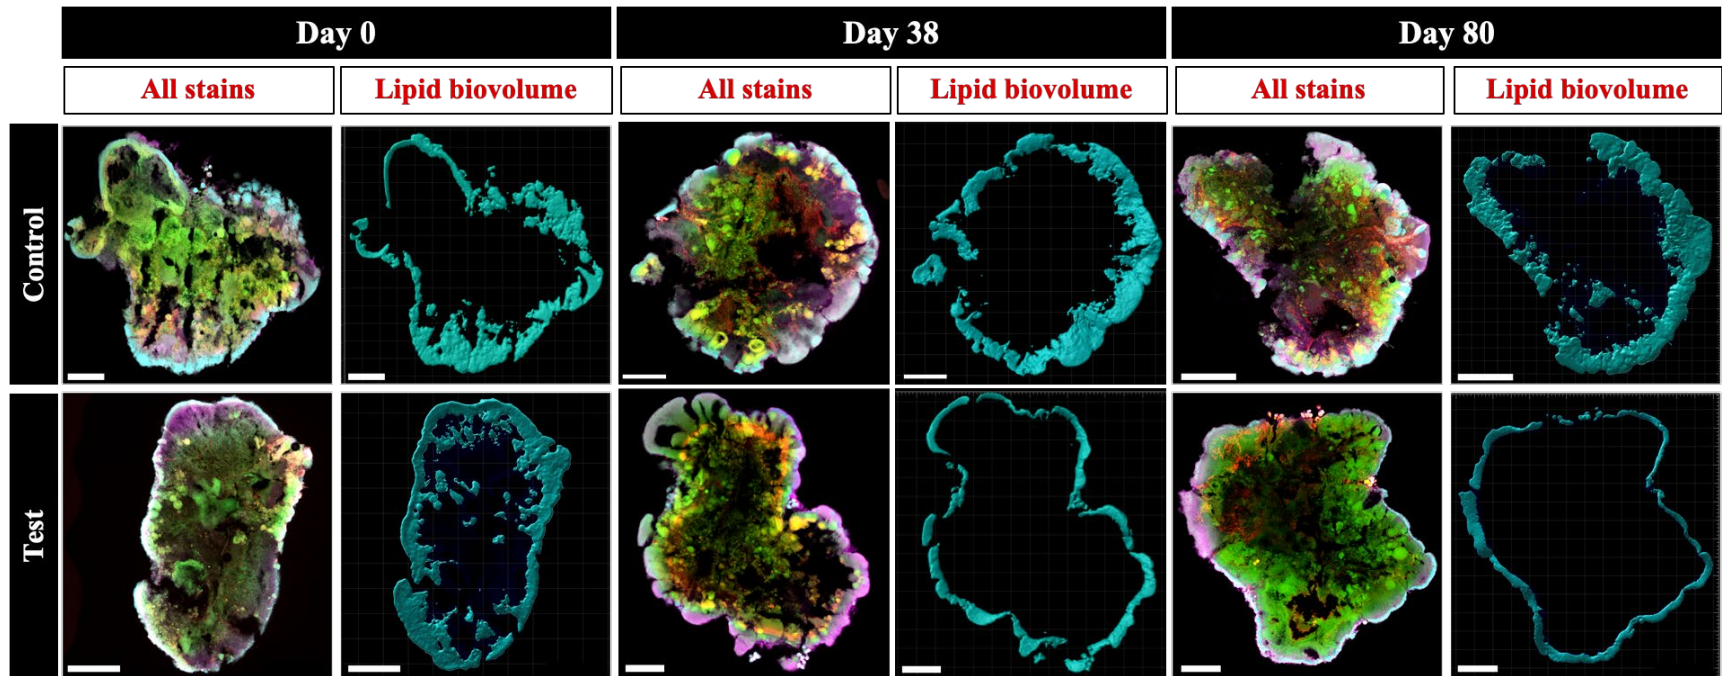 Day 0
Day 38
Day 80
All stains
Lipid biovolume
All stains
Lipid biovolume
All stains
Lipid biovolume
Control
Test